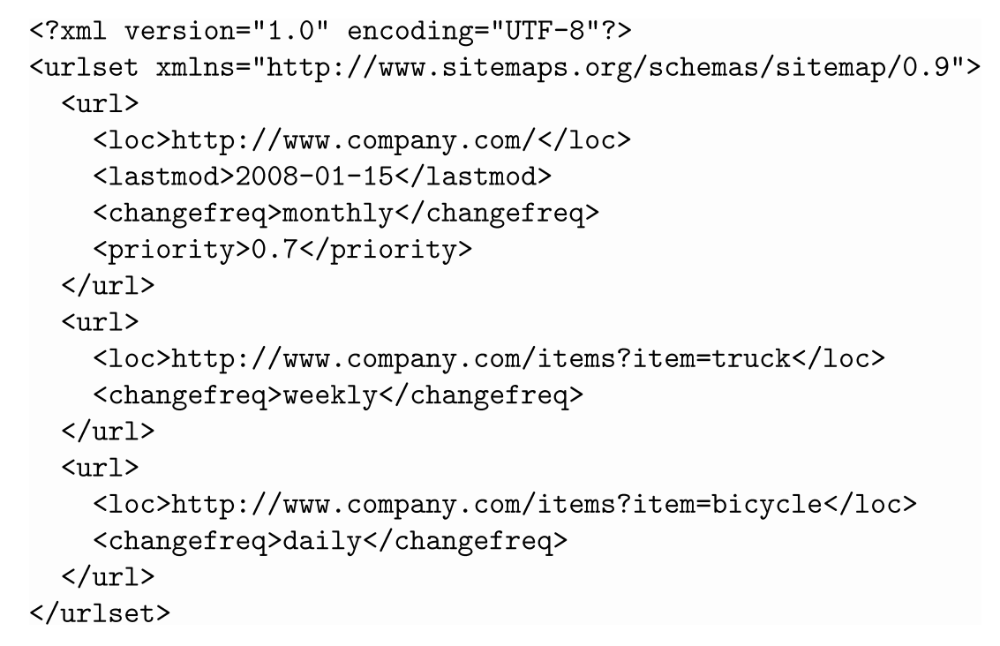 <?xml version="1.0" encoding="UTF-8"?>
<urlset xmlns="http://www.sitemaps.org/schemas/sitemap/0.9">
  <url>
    <loc>http://www.company.com/</loc>
    <lastmod>2008-01-15</lastmod>
    <changefreq>monthly</changefreq>
    <priority>0.7</priority>
  </url>
  <url>
    <loc>http://www.company.com/items?item=truck</loc>
    <changefreq>weekly</changefreq>
  </url>
  <url>
    <loc>http://www.company.com/items?item=bicycle</loc>
    <changefreq>daily</changefreq>
  </url>
</urlset>